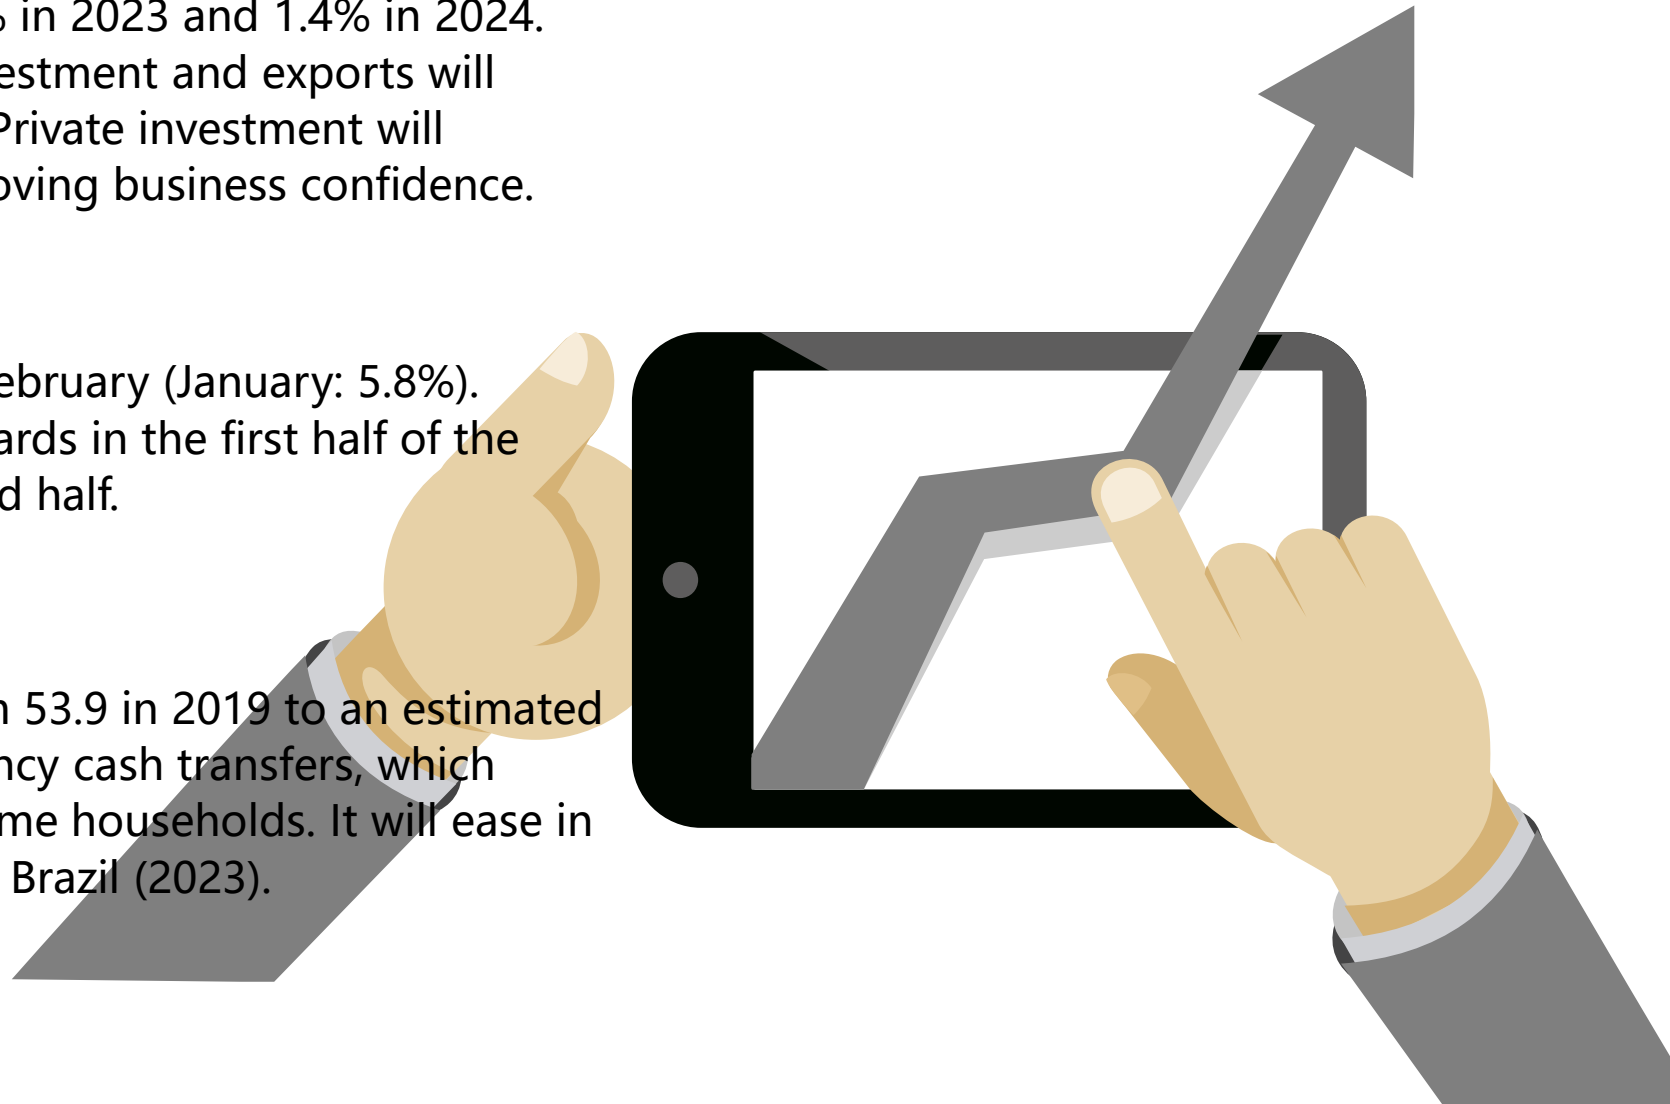 % in 2023 and 1.4% in 2024.
estment and exports will
Private investment will
oving business confidence.
ebruary (January: 5.8%).
ards in the first half of the
d half.
53.9 in 2019 to an estimated
ncy cash transfers, which
me households. It will ease in
Brazil (2023).